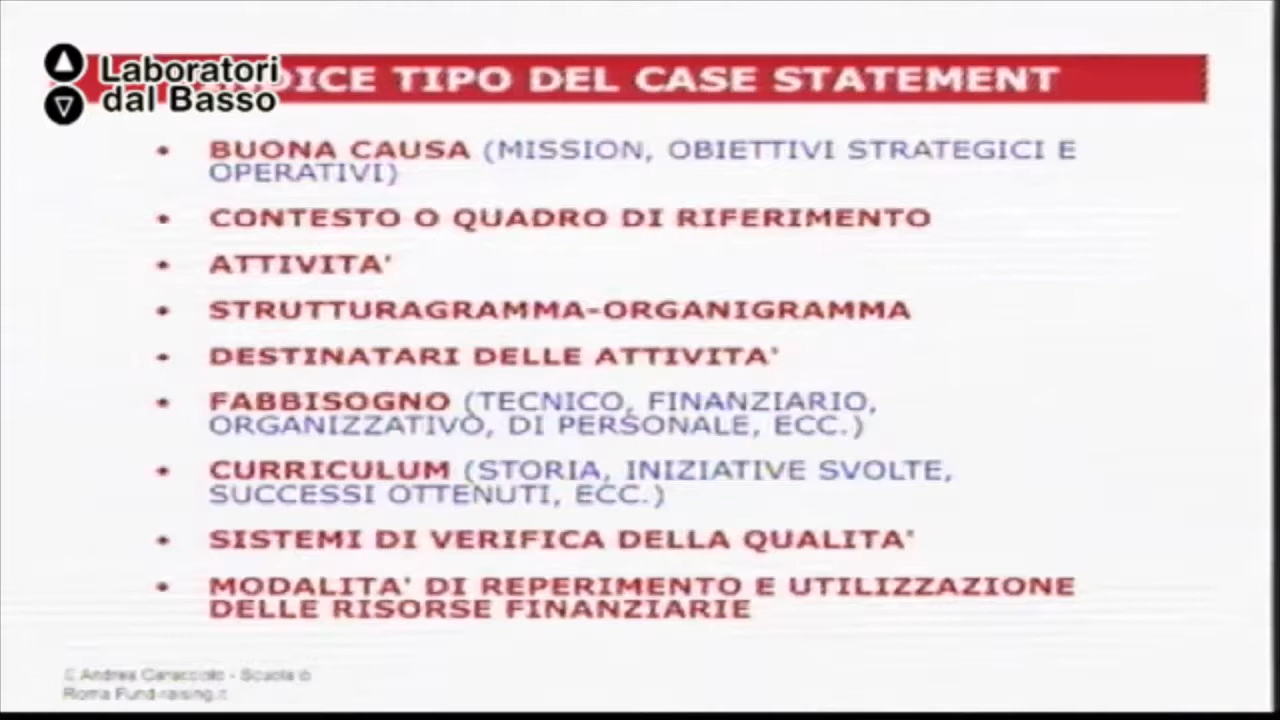 Laboratori
dal Basso
DICE TIPO DEL CASE STATEMENT
• BUONA CAUSA (MISSION, OBIETTIVI STRATEGICI E
OPERATIVI)
• CONTESTO O QUADRO DI RIFERIMENTO
• ATTIVITA'
• STRUTTURAGRAMMA-ORGANIGRAMMA
• DESTINATARI DELLE ATTIVITA'
• FABBISOGNO (TECNICO, FINANZIARIO,
ORGANIZZATIVO, DI PERSONALE, ECC.)
• CURRICULUM (STORIA, INIZIATIVE SVOLTE,
SUCCESSI OTTENUTI, ECC.)
• SISTEMI DI VERIFICA DELLA QUALITA'
• MODALITA' DI REPERIMENTO E UTILIZZAZIONE
DELLE RISORSE FINANZIARIE
Andrea Caracciolo - Scuola
Roma Fund-raising.it